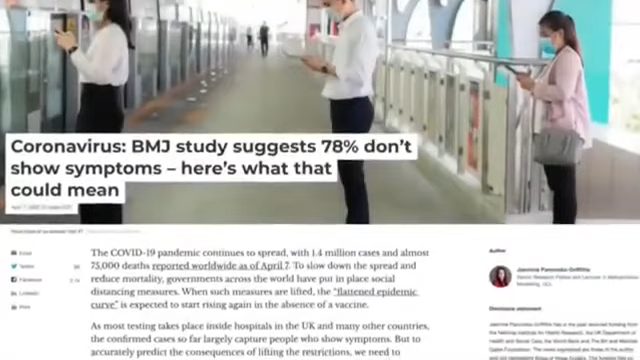 Coronavirus: BMJ study suggests 78% don't
show symptoms – here's what that
could mean
Email
Twitter
Facebook
LinkedIn
Print
The COVID-19 pandemic continues to spread, with 1.4 million cases and almost
75,000 deaths reported worldwide as of April 7. To slow down the spread and
reduce mortality, governments across the world have put in place social
distancing measures. When such measures are lifted, the "flattened epidemic
curve" is expected to start rising again in the absence of a vaccine.
As most testing takes place inside hospitals in the UK and many other countries,
the confirmed cases so far largely capture people who show symptoms. But to
accurately predict the consequences of lifting the restrictions, we need to
Author
Jasmina Panovska-Griffiths
Disclosure statement